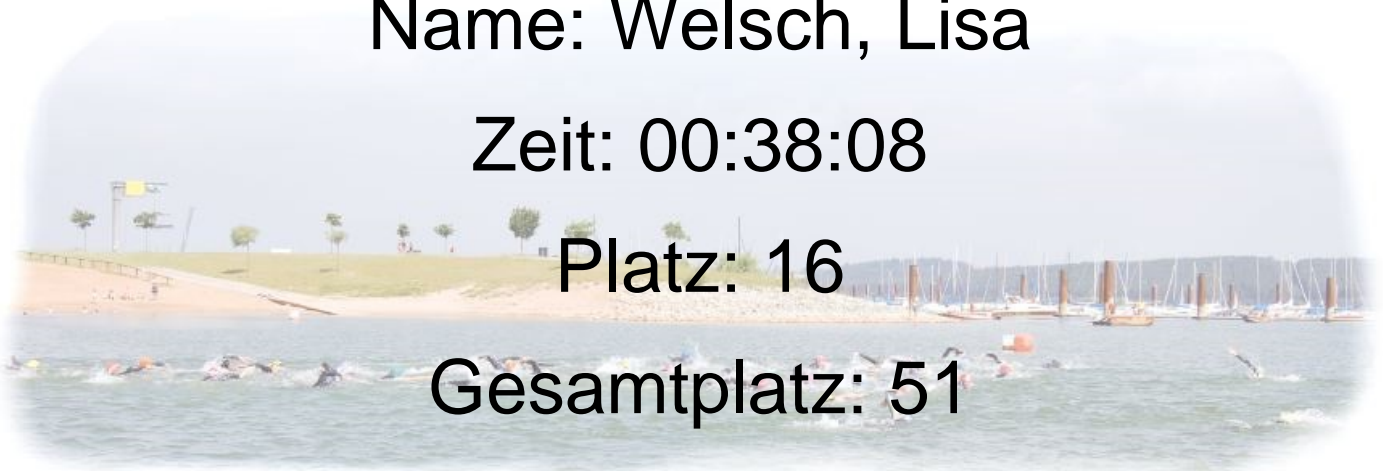 Name: Welsch, Lisa
Zeit: 00:38:08
Platz: 16
Gesamtplatz: 51